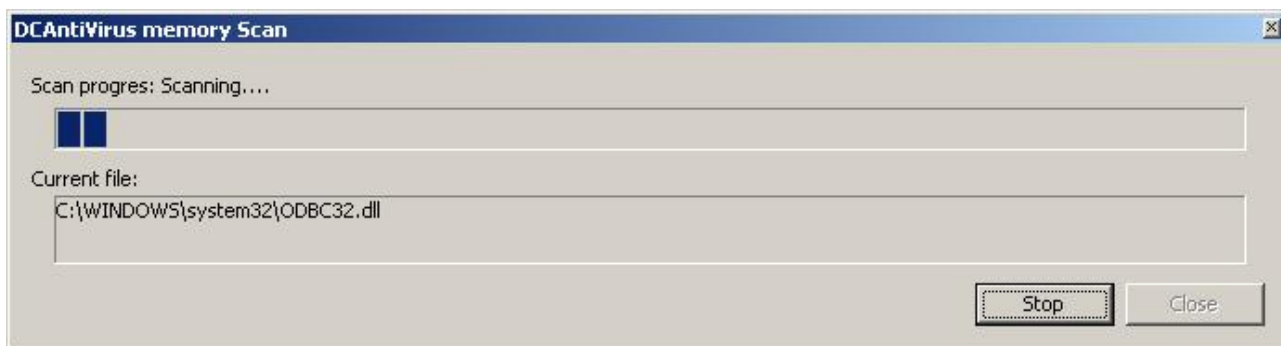 DCAntiVirus memory Scan
Scan progres: Scanning....
Current file:
C:\WINDOWS\system32\ODBC32.dll
Stop Close